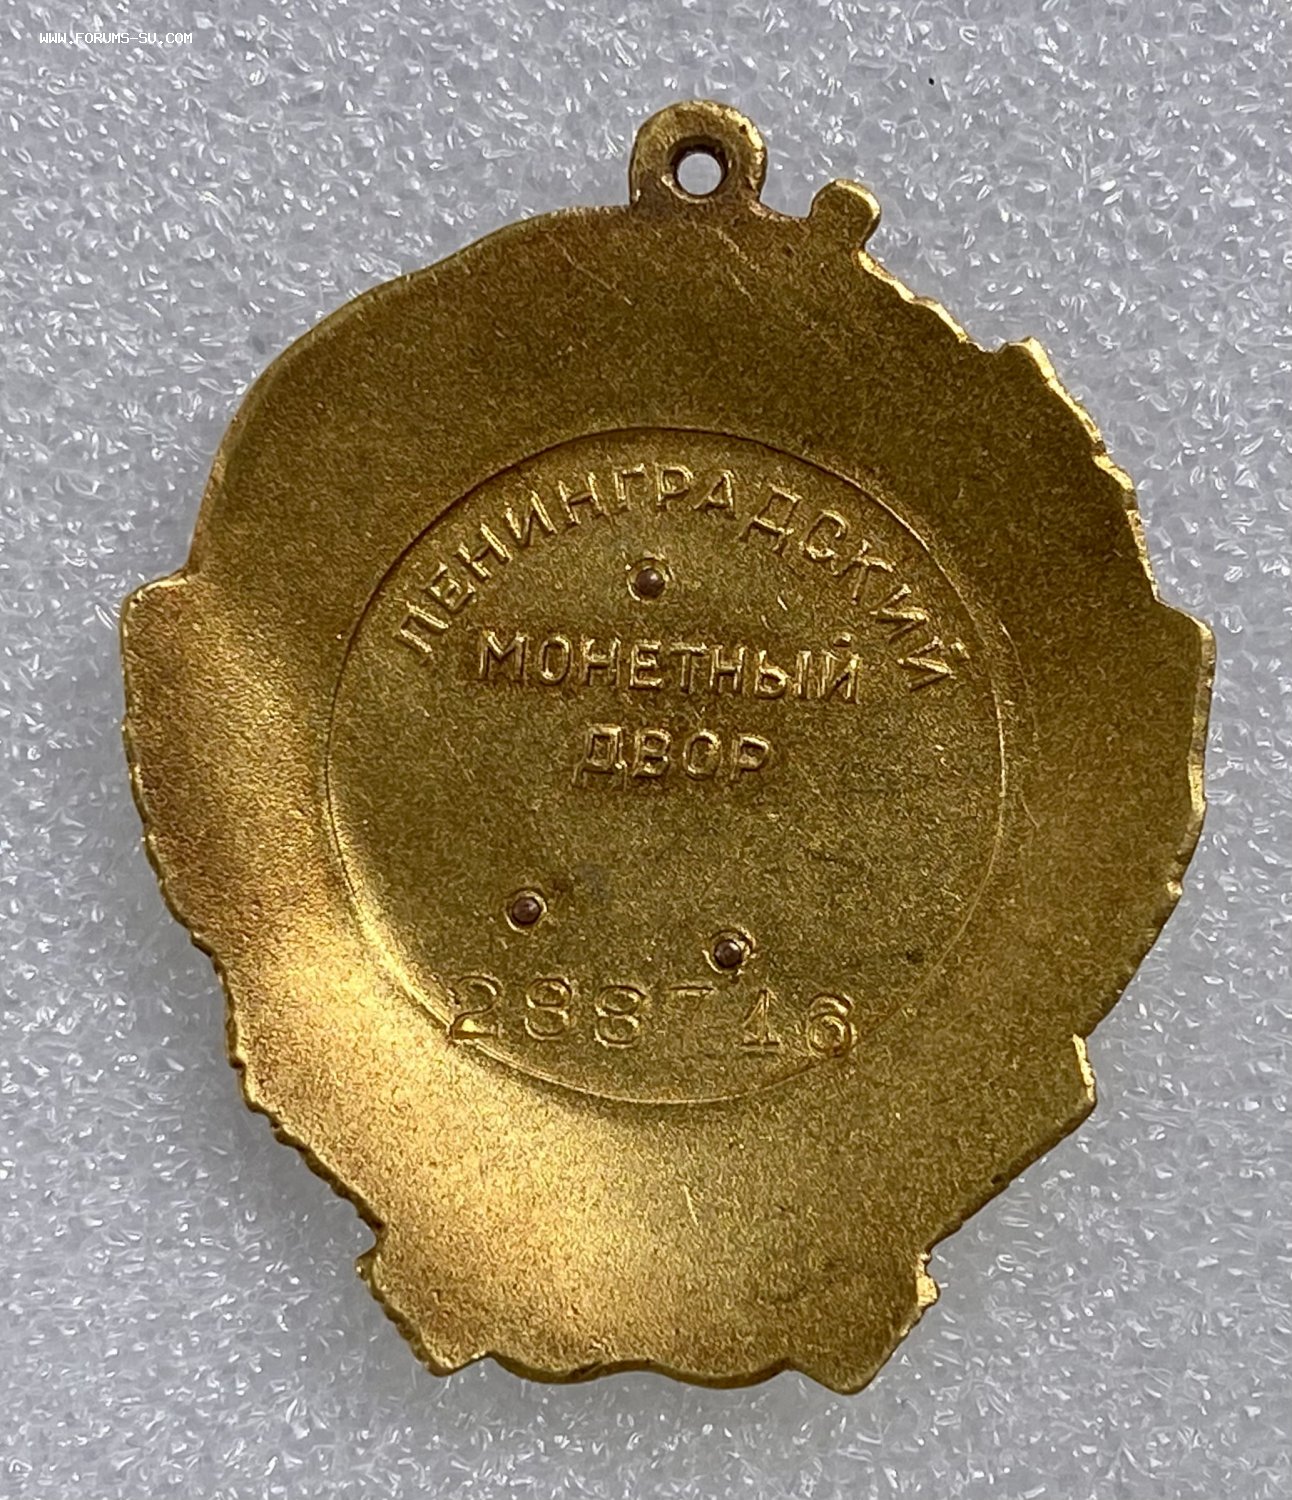 WWW.FORUMS-SU.COM
ЛЕНИНГРАДСКИЙ
МОНЕТНЫЙ
ДВОР
288716